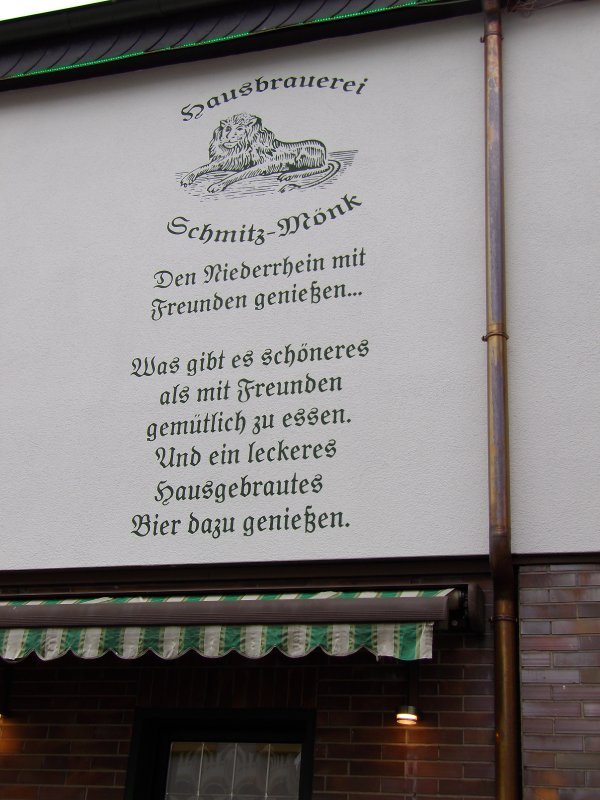 Hausbrauerei
Schmitz-Mönk
Den Niederrhein mit
Freunden genießen...
Was gibt es schöneres
als mit Freunden
gemütlich zu essen.
Und ein leckeres
Hausgebrautes
Bier dazu genießen.